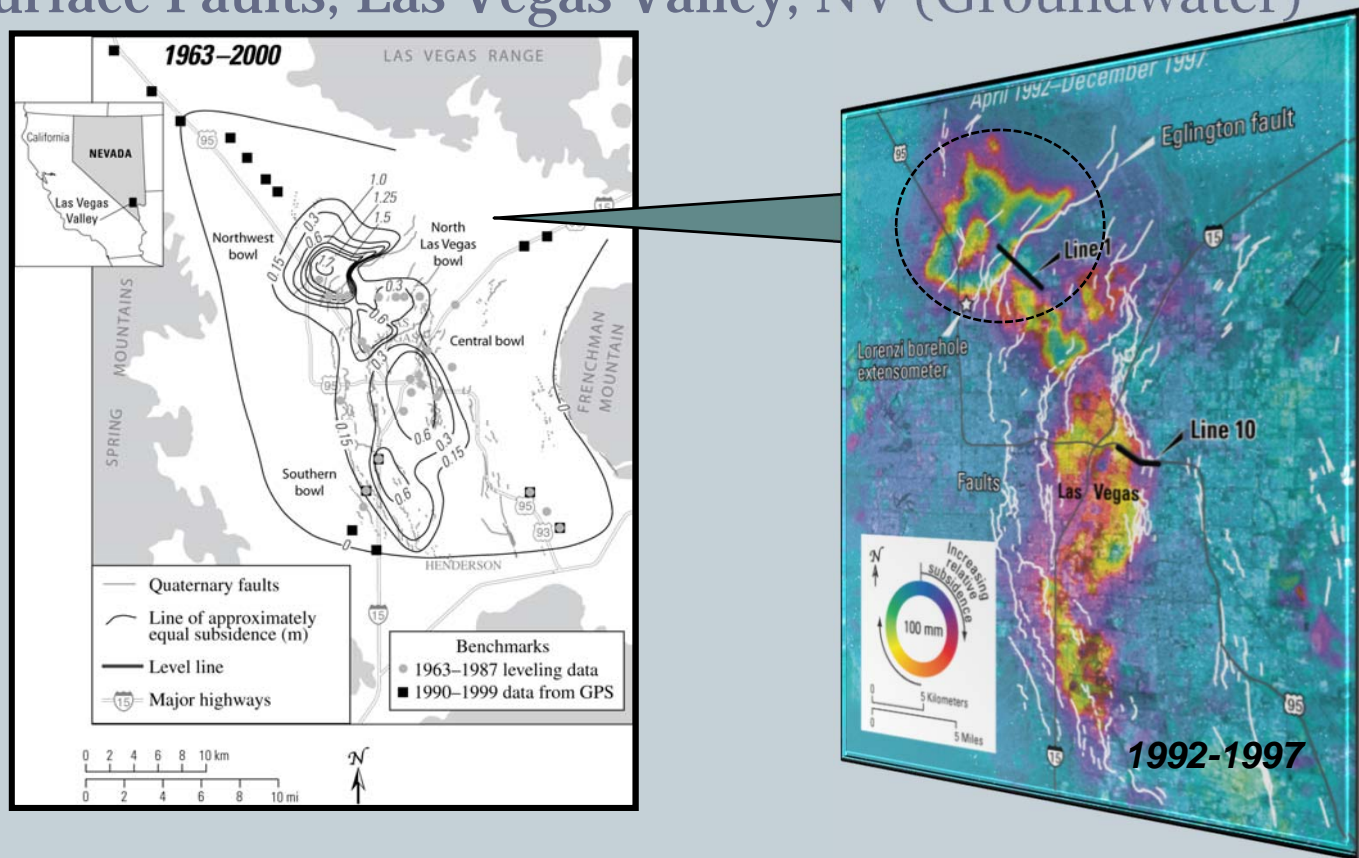 Surface Faults, Las Vegas Valley, NV (Groundwater)
1963–2000
LAS VEGAS RANGE
California
NEVADA
Las Vegas
Valley
95
1.0
1.25
1.5
0.3
0.6
0.15
1.7
Northwest
bowl
North
Las Vegas
bowl
15
0.3
0.6
SPRING MOUNTAINS
FRENCHMAN
MOUNTAIN
Central bowl
0.3
95
0
0.15
0.6
0.3
0.15
Southern
bowl
0.6
95
93
0
HENDERSON
15
Quaternary faults
Line of approximately
equal subsidence (m)
Level line
15 Major highways
Benchmarks
1963–1987 leveling data
1990–1999 data from GPS
0 2 4 6 8 10 km
0 2 4 6 8 10 mi
N
April 1992–December 1997
Eglington fault
95
15
Line 1
Lorenzi borehole
extensometer
Line 10
Faults
Las Vegas
N
Increasing
relative
subsidence
100 mm
0 5 Kilometers
0 5 Miles
95
15
1992-1997